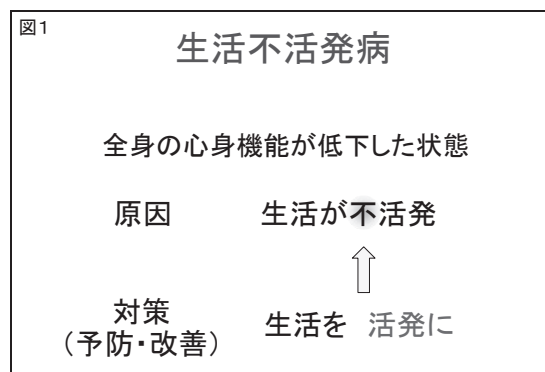 図1
生活不活発病
全身の心身機能が低下した状態
原因 生活が不活発
対策
(予防・改善) 生活を 活発に